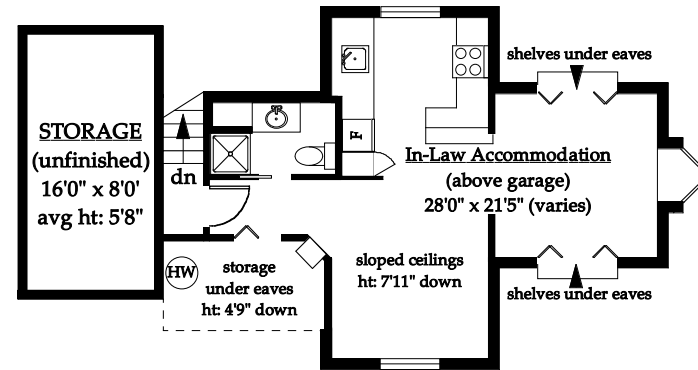 STORAGE
(unfinished)
16'0" x 8'0'
avg ht: 5'8"
dn
HW
storage
under eaves
ht: 4'9" down
F
In-Law Accommodation
(above garage)
28'0" x 21'5" (varies)
sloped ceilings
ht: 7'11" down
shelves under eaves
shelves under eaves